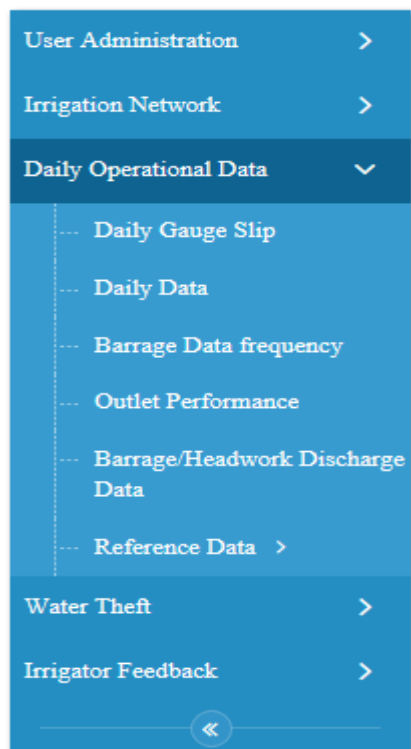 User Administration
Irrigation Network
Daily Operational Data
Daily Gauge Slip
Daily Data
Barrage Data frequency
Outlet Performance
Barrage/Headwork Discharge
Data
Reference Data
Water Theft
Irrigator Feedback